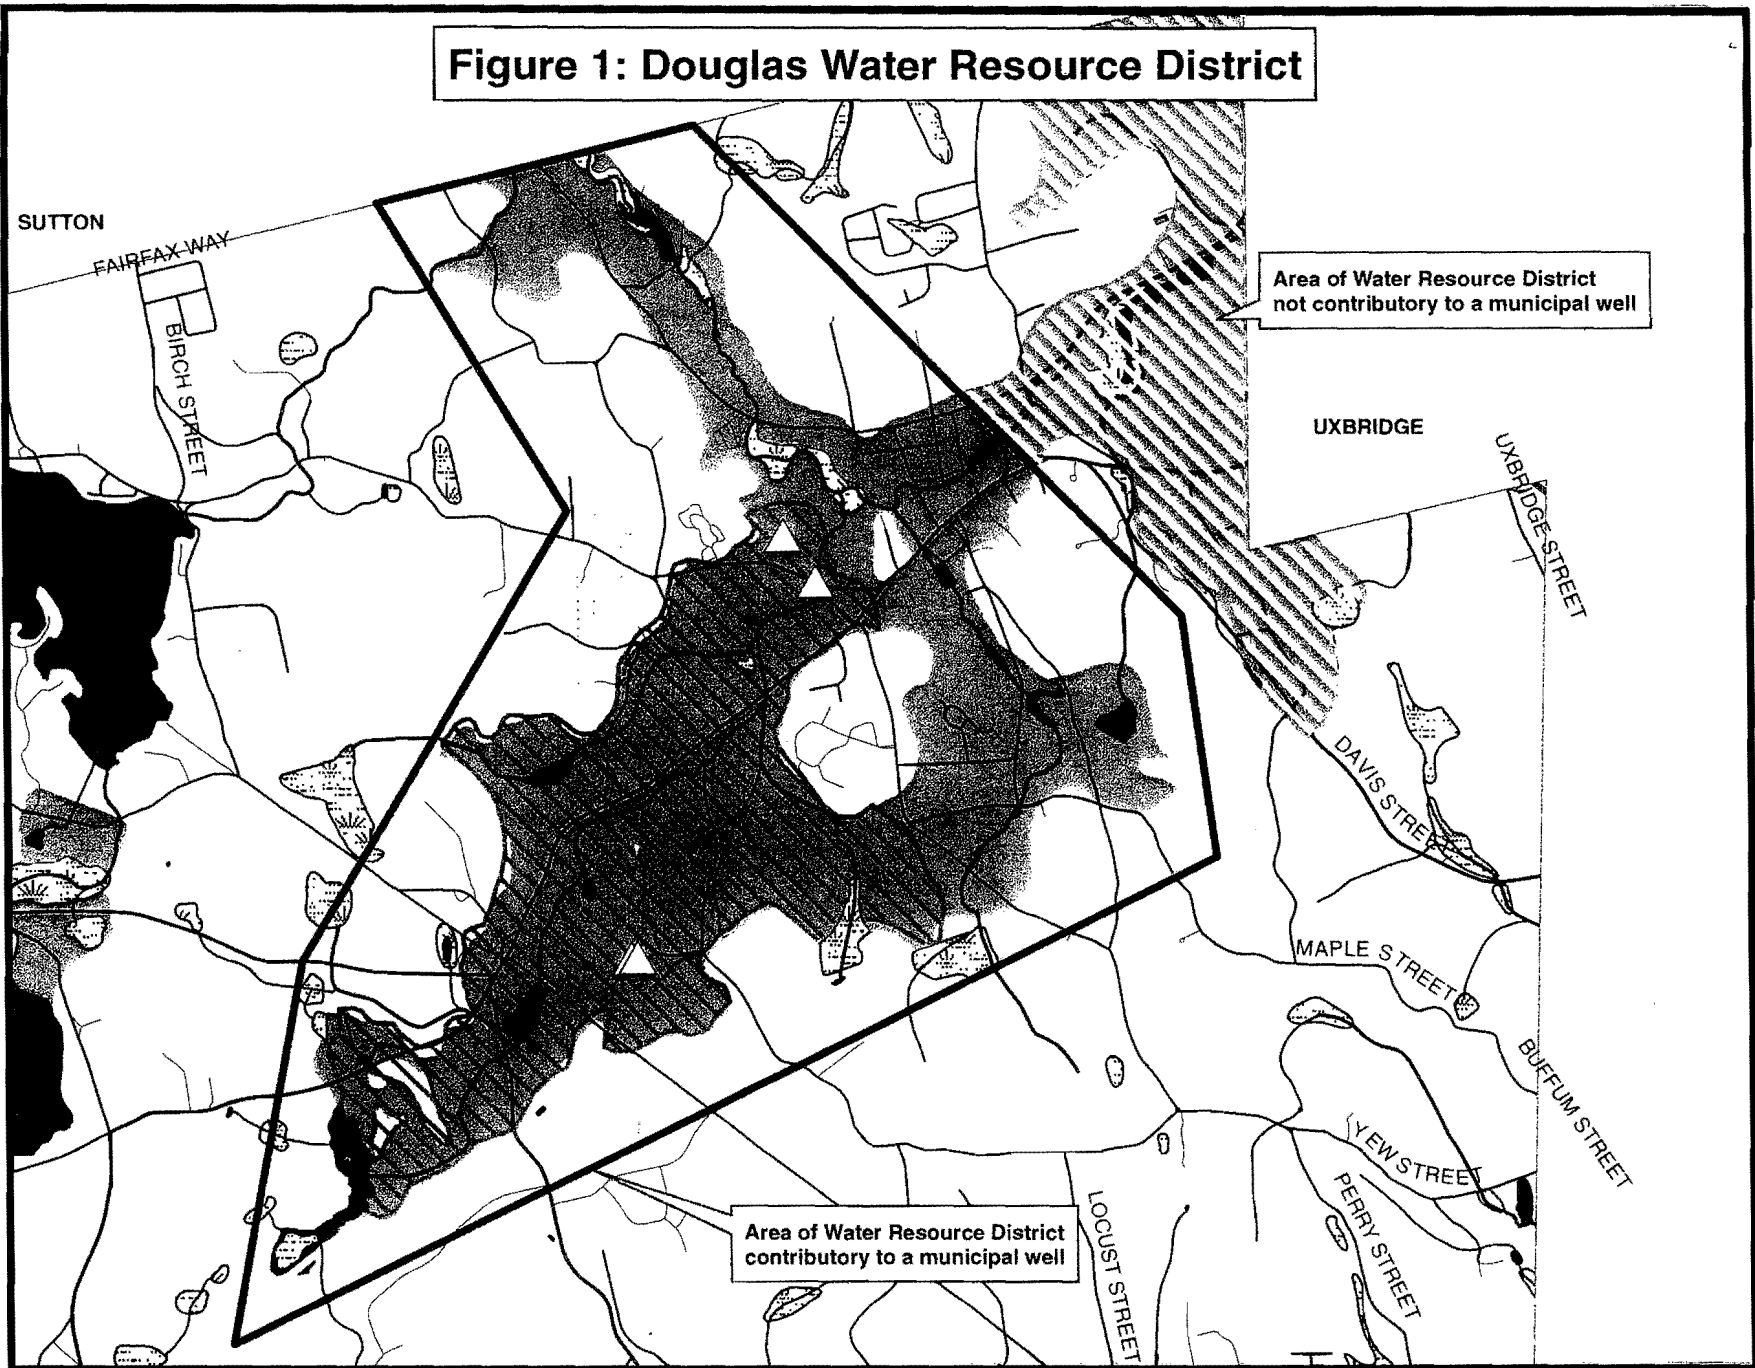 Figure 1: Douglas Water Resource District
SUTTON
FAIRFAX WAY
BIRCH STREET
Area of Water Resource District
not contributory to a municipal well
UXBRIDGE
UXBRIDGE STREET
DAVIS STREET
MAPLE STREET
BUFFUM STREET
YEW STREET
PERRY STREET
LOCUST STREET
Area of Water Resource District
contributory to a municipal well